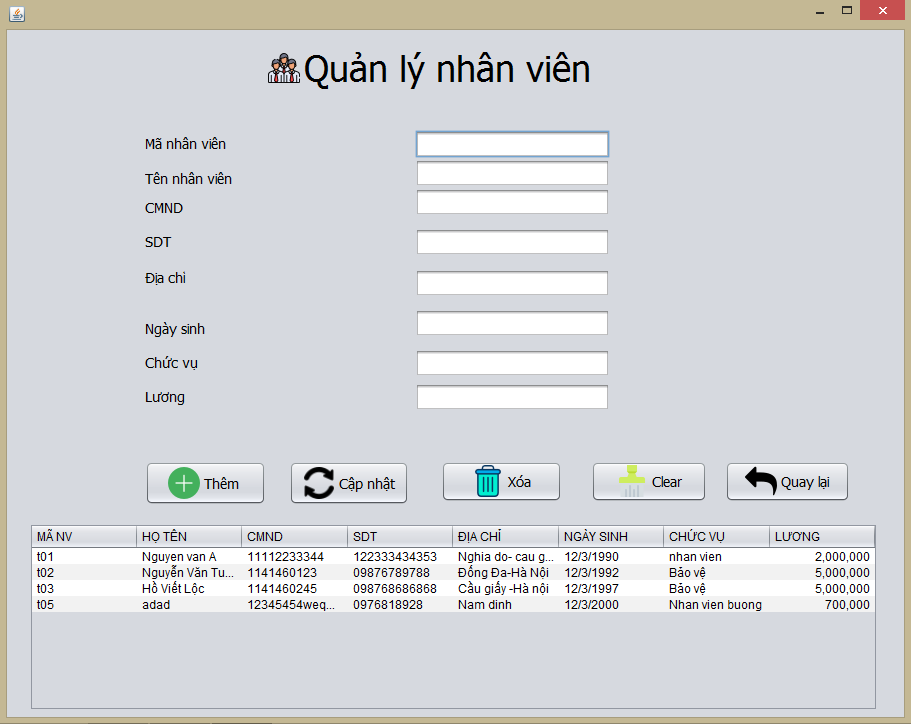 Quản lý nhân viên
Mã nhân viên
Tên nhân viên
CMND
SDT
Địa chỉ
Ngày sinh
Chức vụ
Lương
Thêm Cập nhật Xóa Clear Quay lại
MÃ NV HỌ TÊN CMND SDT ĐỊA CHỈ NGÀY SINH CHỨC VỤ LƯƠNG
t01 Nguyen van A 11112233344 122333434353 Nghia do- cau g... 12/3/1990 nhan vien 2,000,000
t02 Nguyễn Văn Tu... 1141460123 09876789788 Đống Đa-Hà Nội 12/3/1992 Bảo vệ 5,000,000
t03 Hồ Viết Lộc 1141460245 098768686868 Cầu giấy -Hà nội 12/3/1997 Bảo vệ 5,000,000
t05 adad 12345454weq... 0976818928 Nam dinh 12/3/2000 Nhan vien buong 700,000